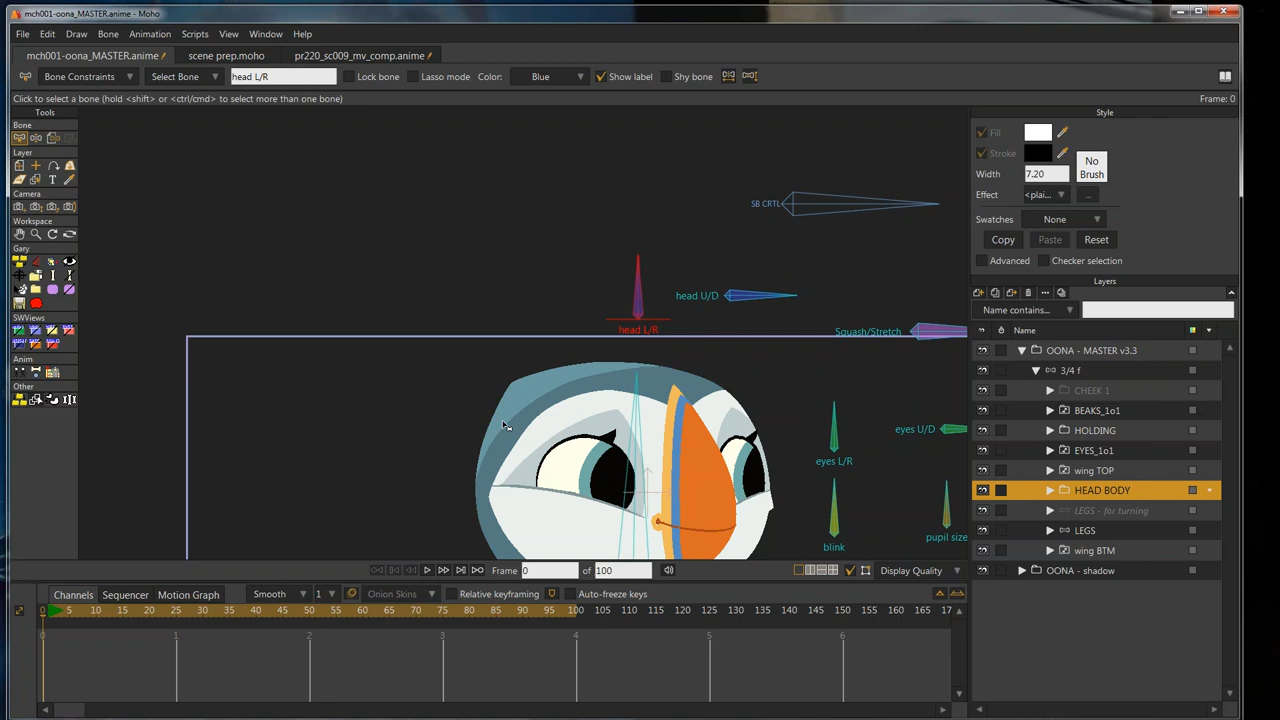 mch001-oona_MASTER.anime - Moho
File Edit Draw Bone Animation Scripts View Window Help
mch001-oona_MASTER.anime scene prep.moho pr220_sc009_mv_comp.anime
Bone Constraints Select Bone head L/R Lock bone Lasso mode Color: Blue Show label Shy bone
Click to select a bone (hold <shift> or <ctrl/cmd> to select more than one bone) Frame: 0
Tools
Bone
Layer
Camera
Workspace
Gary
SWViews
Anim
Other
SB CRTL
head U/D
head L/R
Squash/Stretch
eyes U/D
eyes L/R
blink
pupil size
Style
Fill
Stroke
No Brush
Width 7.20
Effect <plai... ...
Swatches None
Copy Paste Reset
Advanced Checker selection
Layers
Name contains...
Name
OONA - MASTER v3.3
3/4 f
CHEEK 1
BEAKS_1o1
HOLDING
EYES_1o1
wing TOP
HEAD BODY
LEGS - for turning
LEGS
wing BTM
OONA - shadow
Frame 0 of 100 Display Quality
Channels Sequencer Motion Graph Smooth 1 Onion Skins Relative keyframing Auto-freeze keys
0 5 10 15 20 25 30 35 40 45 50 55 60 65 70 75 80 85 90 95 100 105 110 115 120 125 130 135 140 145 150 155 160 165 17
0 1 2 3 4 5 6